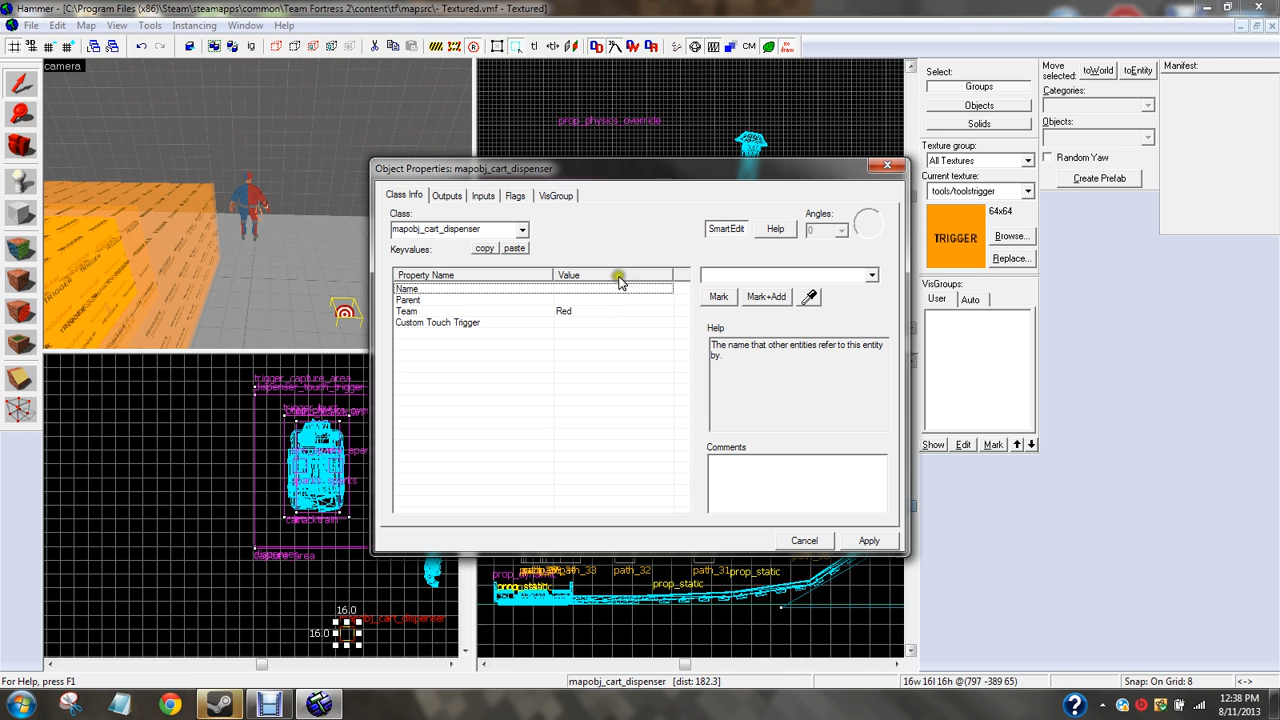 Hammer - [C:\Program Files (x86)\Steam\steamapps\common\Team Fortress 2\content\tf\mapsrc\- Textured.vmf - Textured]
File Edit Map View Tools Instancing Window Help
camera
prop_physics_override
Object Properties: mapobj_cart_dispenser
Class Info Outputs Inputs Flags VisGroup
Class:
mapobj_cart_dispenser
SmartEdit Help
Angles:
0
Keyvalues: copy paste
Property Name Value
Name
Parent
Team Red
Custom Touch Trigger
Mark Mark+Add
Help
The name that other entities refer to this entity
by.
Comments
Cancel Apply
trigger_capture_area
dispenser_touch_trigger
capture_area
path_33
path_32
path_31
prop_static
prop_static
prop_static
16.0
16.0
mapobj_cart_dispenser
Select:
Groups
Objects
Solids
Texture group:
All Textures
Current texture:
tools/toolstrigger
TRIGGER
64x64
Browse...
Replace...
VisGroups:
User Auto
Show Edit Mark
Move
selected:
toWorld toEntity
Categories:
Objects:
Random Yaw
Create Prefab
Manifest:
For Help, press F1
mapobj_cart_dispenser [dist: 182.3]
16w 16l 16h @(797 -389 65)
Snap: On Grid: 8
<->
12:38 PM
8/11/2013